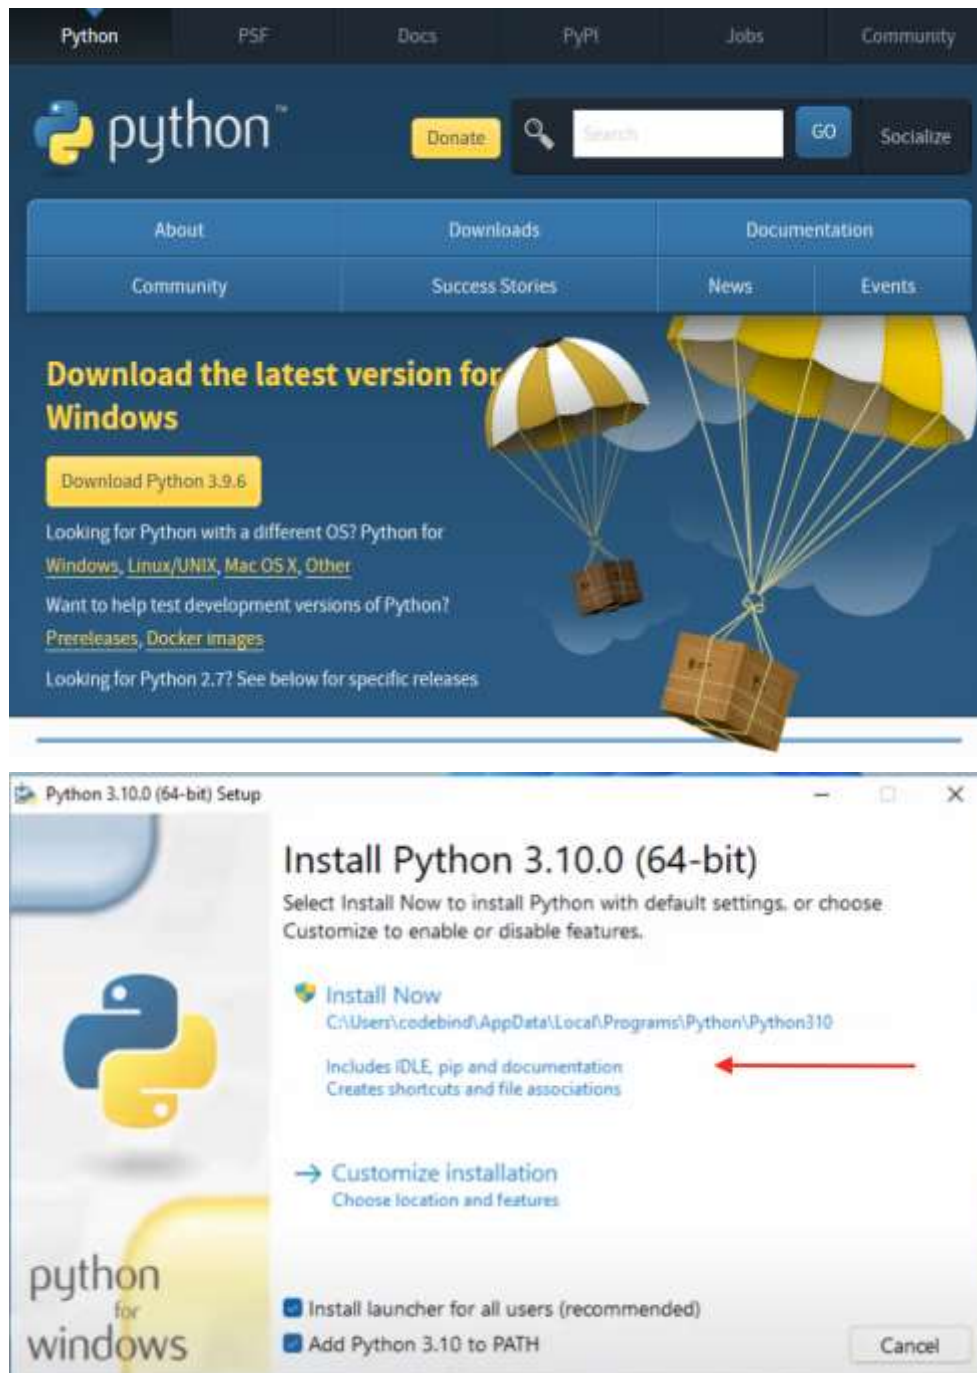 Python PSF Docs PyPI Jobs Community
python™ Donate Search GO Socialize
About Downloads Documentation
Community Success Stories News Events
Download the latest version for
Windows
Download Python 3.9.6
Looking for Python with a different OS? Python for
Windows, Linux/UNIX, Mac OS X, Other
Want to help test development versions of Python?
Prereleases, Docker images
Looking for Python 2.7? See below for specific releases
Python 3.10.0 (64-bit) Setup
Install Python 3.10.0 (64-bit)
Select Install Now to install Python with default settings, or choose
Customize to enable or disable features.
Install Now
C:\Users\codebind\AppData\Local\Programs\Python\Python310
Includes IDLE, pip and documentation
Creates shortcuts and file associations
Customize installation
Choose location and features
python
for
windows
Install launcher for all users (recommended)
Add Python 3.10 to PATH
Cancel